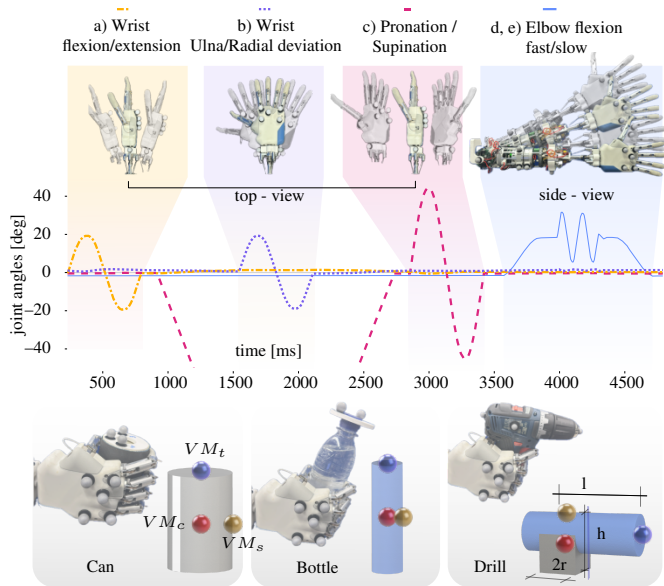 a) Wrist
flexion/extension
b) Wrist
Ulna/Radial deviation
c) Pronation /
Supination
d, e) Elbow flexion
fast/slow
top - view
side - view
joint angles [deg]
40
20
0
−20
−40
time [ms]
500
1000
1500
2000
2500
3000
3500
4000
4500
VM_t
VM_c
VM_s
Can
Bottle
l
h
2r
Drill